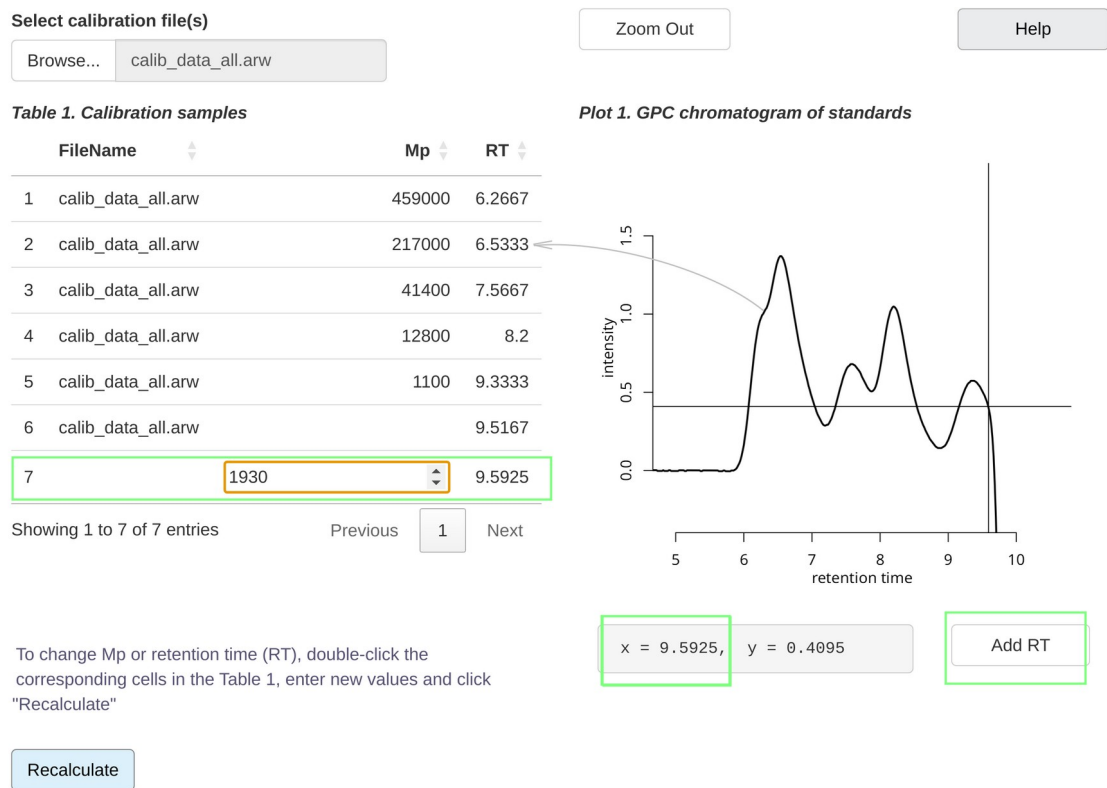 Select calibration file(s)
Browse... calib_data_all.arw
Zoom Out
Help
Table 1. Calibration samples
FileName Mp RT
1 calib_data_all.arw 459000 6.2667
2 calib_data_all.arw 217000 6.5333
3 calib_data_all.arw 41400 7.5667
4 calib_data_all.arw 12800 8.2
5 calib_data_all.arw 1100 9.3333
6 calib_data_all.arw 9.5167
7 1930 9.5925
Showing 1 to 7 of 7 entries Previous 1 Next
To change Mp or retention time (RT), double-click the
corresponding cells in the Table 1, enter new values and click
"Recalculate"
Recalculate
Plot 1. GPC chromatogram of standards
intensity
1.5
1.0
0.5
0.0
5 6 7 8 9 10
retention time
x = 9.5925, y = 0.4095
Add RT